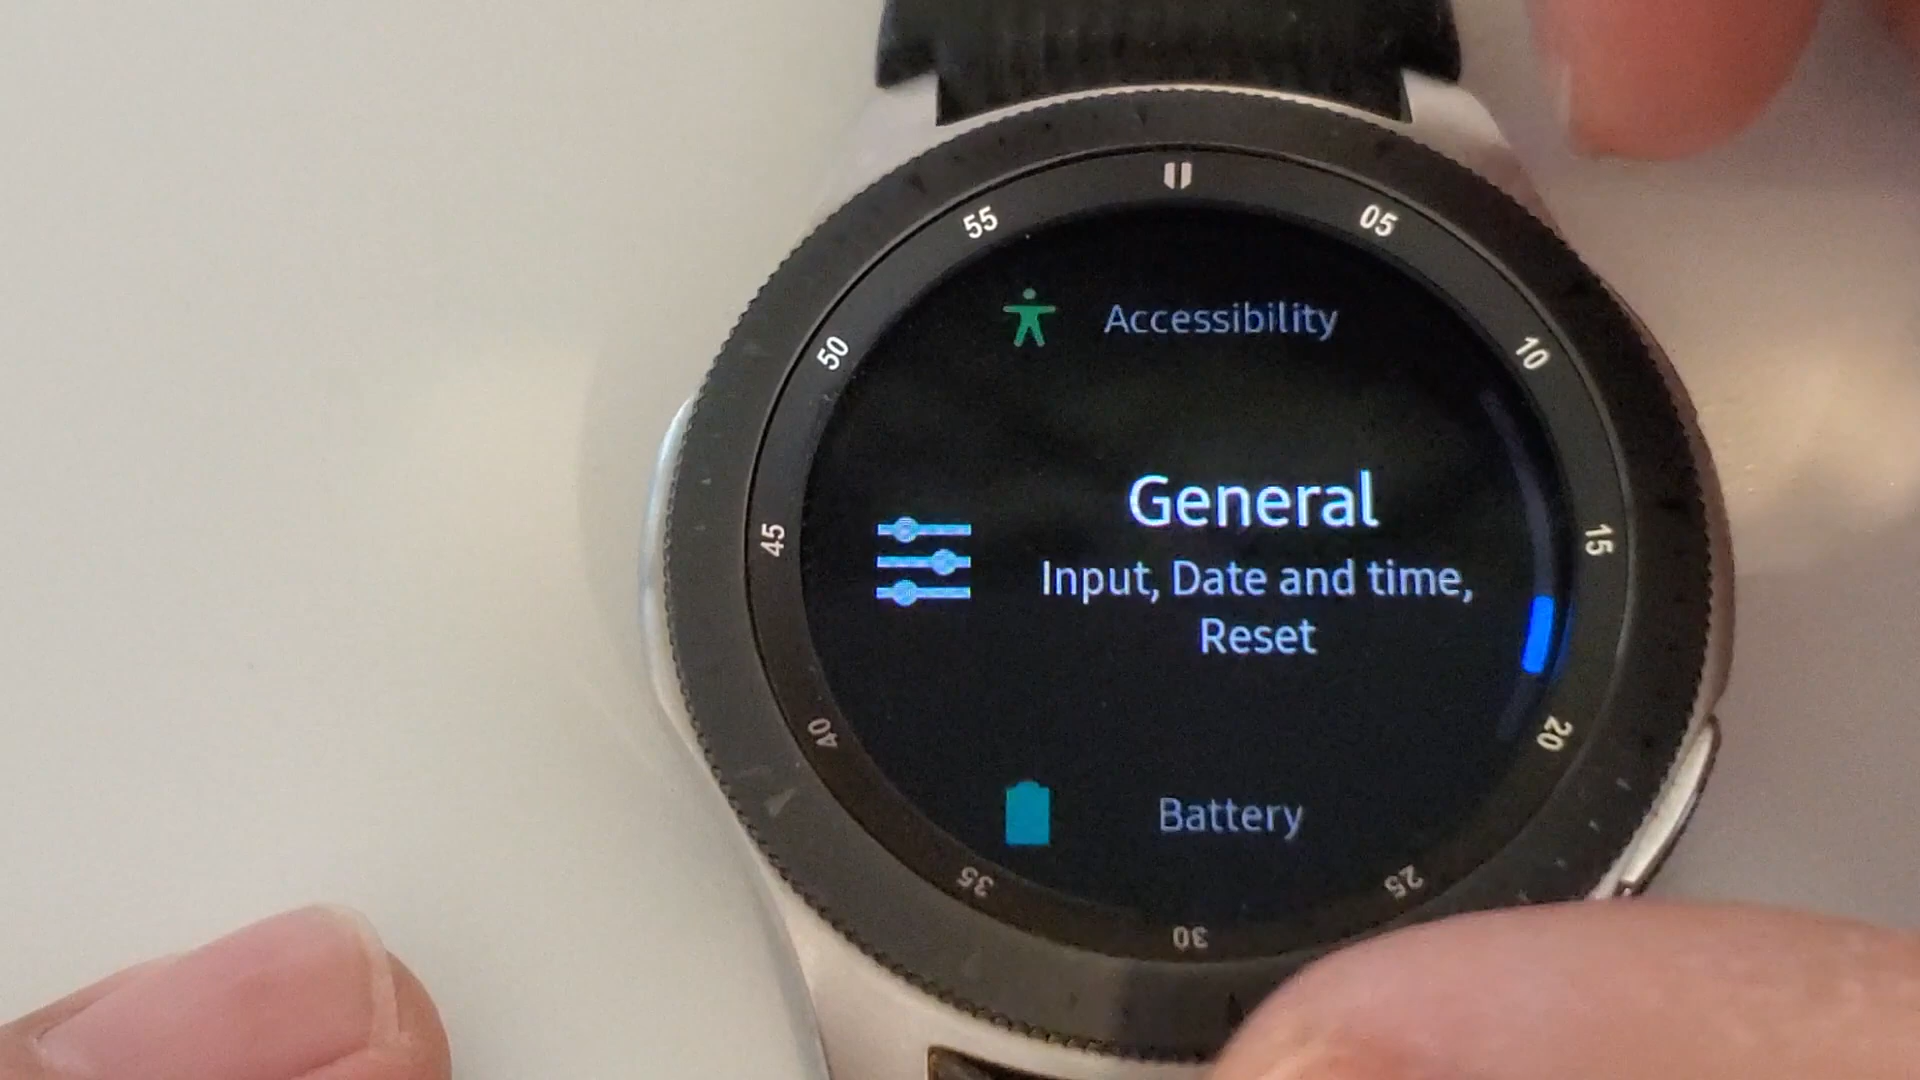 55
05
50
10
Accessibility
General
45
15
Input, Date and time,
Reset
40
20
Battery
35
25
30